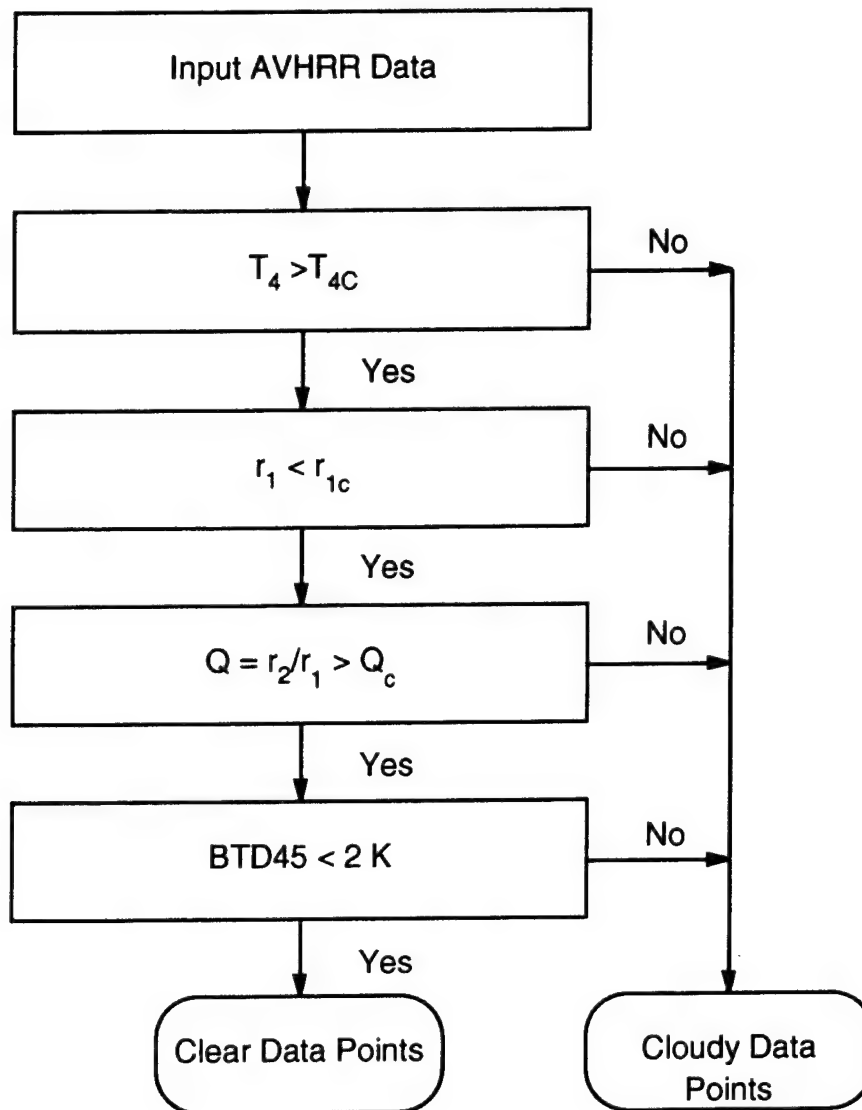 Input AVHRR Data
T4 >T4C
No
Yes
r1 < r1c
No
Yes
Q = r2/r1 > Qc
No
Yes
BTD45 < 2 K
No
Yes
Clear Data Points
Cloudy Data
Points